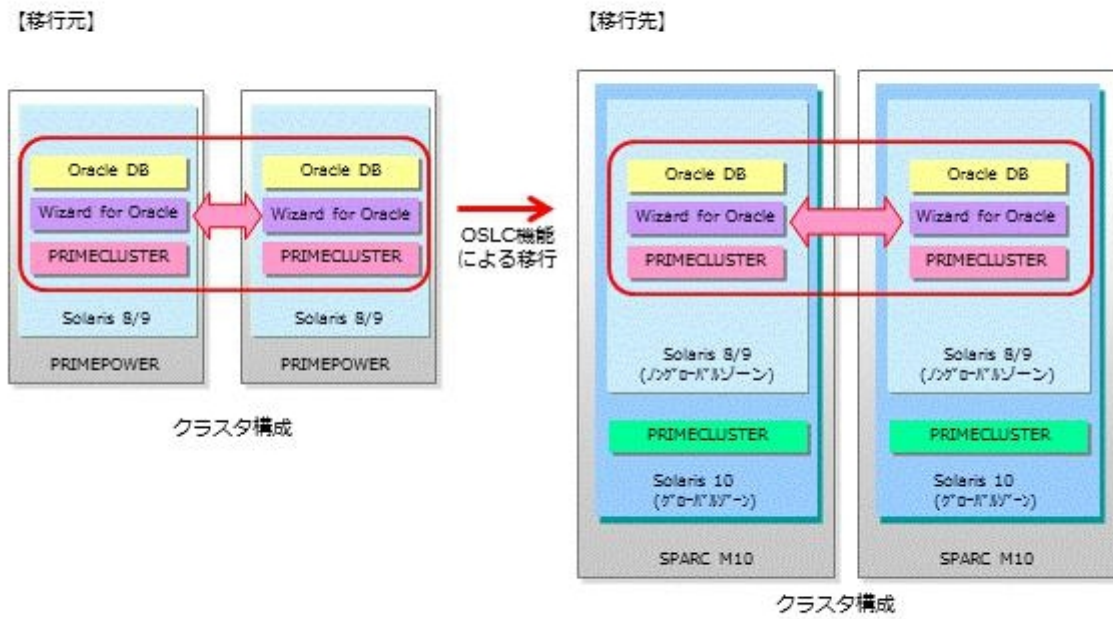 【移行元】
Oracle DB
Wizard for Oracle
PRIMECLUSTER
Solaris 8/9
PRIMEPOWER
Oracle DB
Wizard for Oracle
PRIMECLUSTER
Solaris 8/9
PRIMEPOWER
クラスタ構成
OSLC機能
による移行
【移行先】
Oracle DB
Wizard for Oracle
PRIMECLUSTER
Solaris 8/9
(ﾉﾝｸﾞﾛｰﾊﾞﾙゾーン)
PRIMECLUSTER
Solaris 10
(ｸﾞﾛｰﾊﾞﾙｿﾞｰﾝ)
SPARC M10
Oracle DB
Wizard for Oracle
PRIMECLUSTER
Solaris 8/9
(ﾉﾝｸﾞﾛｰﾊﾞﾙゾーン)
PRIMECLUSTER
Solaris 10
(ｸﾞﾛｰﾊﾞﾙｿﾞｰﾝ)
SPARC M10
クラスタ構成